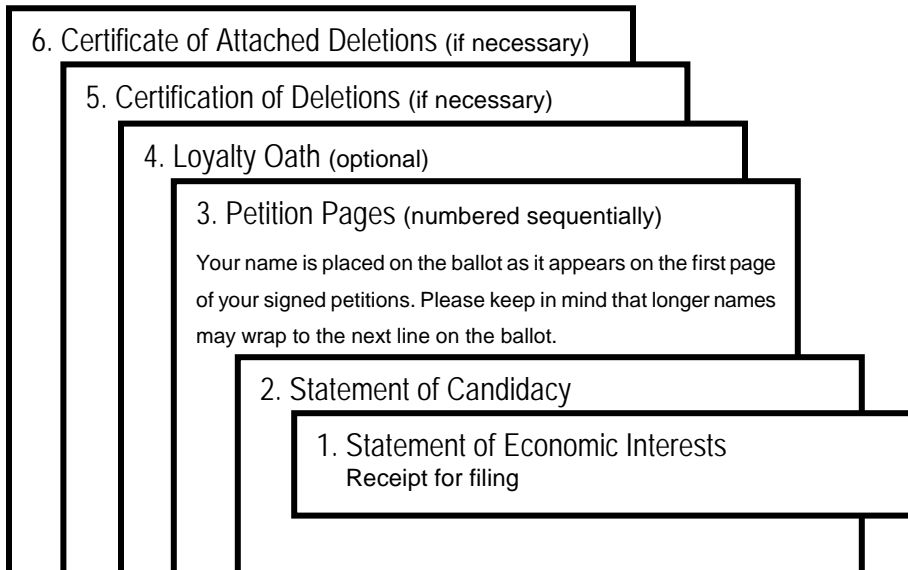 6. Certificate of Attached Deletions (if necessary)
5. Certification of Deletions (if necessary)
4. Loyalty Oath (optional)
3. Petition Pages (numbered sequentially)
Your name is placed on the ballot as it appears on the first page
of your signed petitions. Please keep in mind that longer names
may wrap to the next line on the ballot.
2. Statement of Candidacy
1. Statement of Economic Interests
Receipt for filing